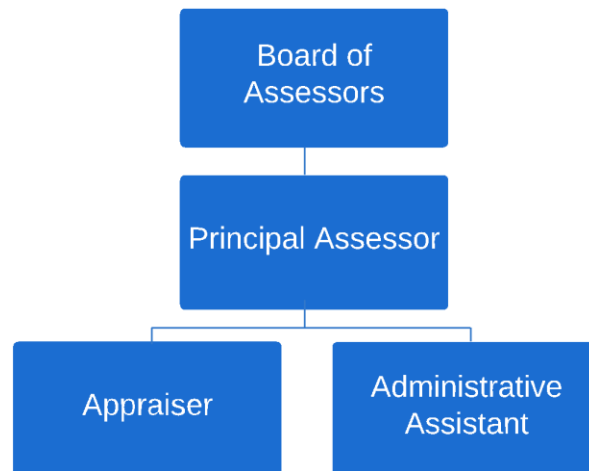 Board of
Assessors
Principal Assessor
Appraiser
Administrative
Assistant